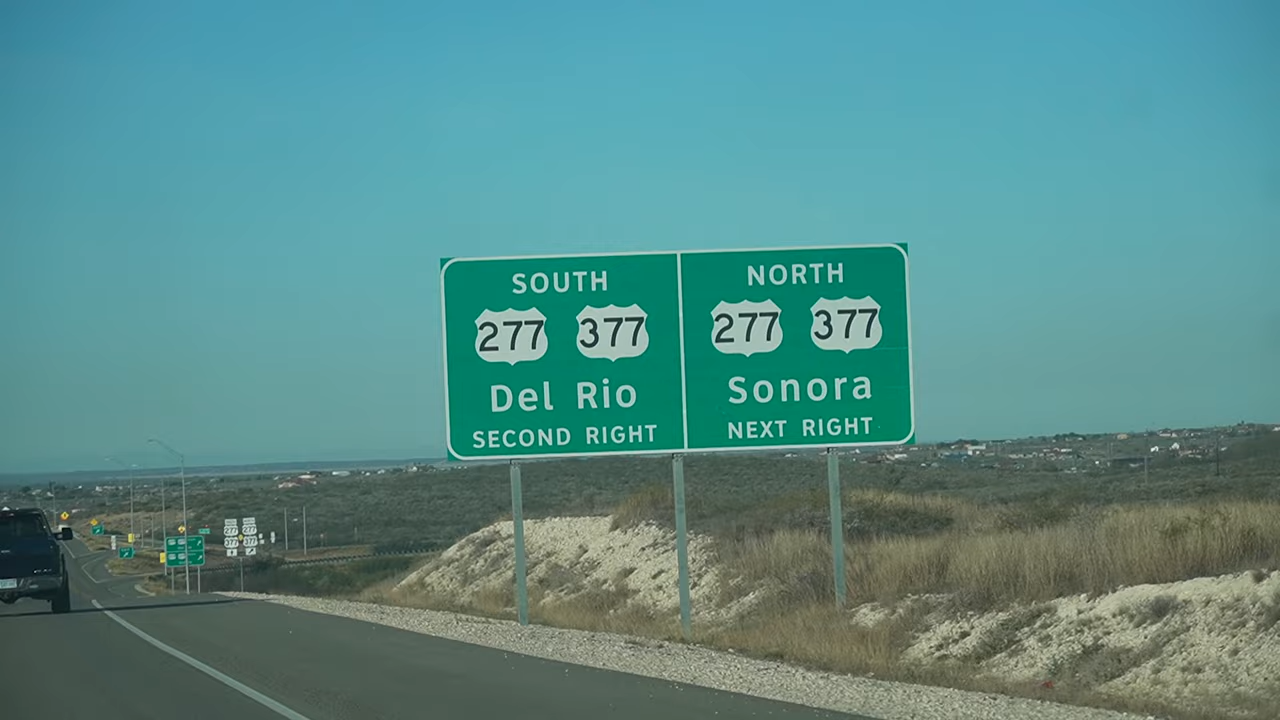 SOUTH
277 377
Del Rio
SECOND RIGHT
NORTH
277 377
Sonora
NEXT RIGHT